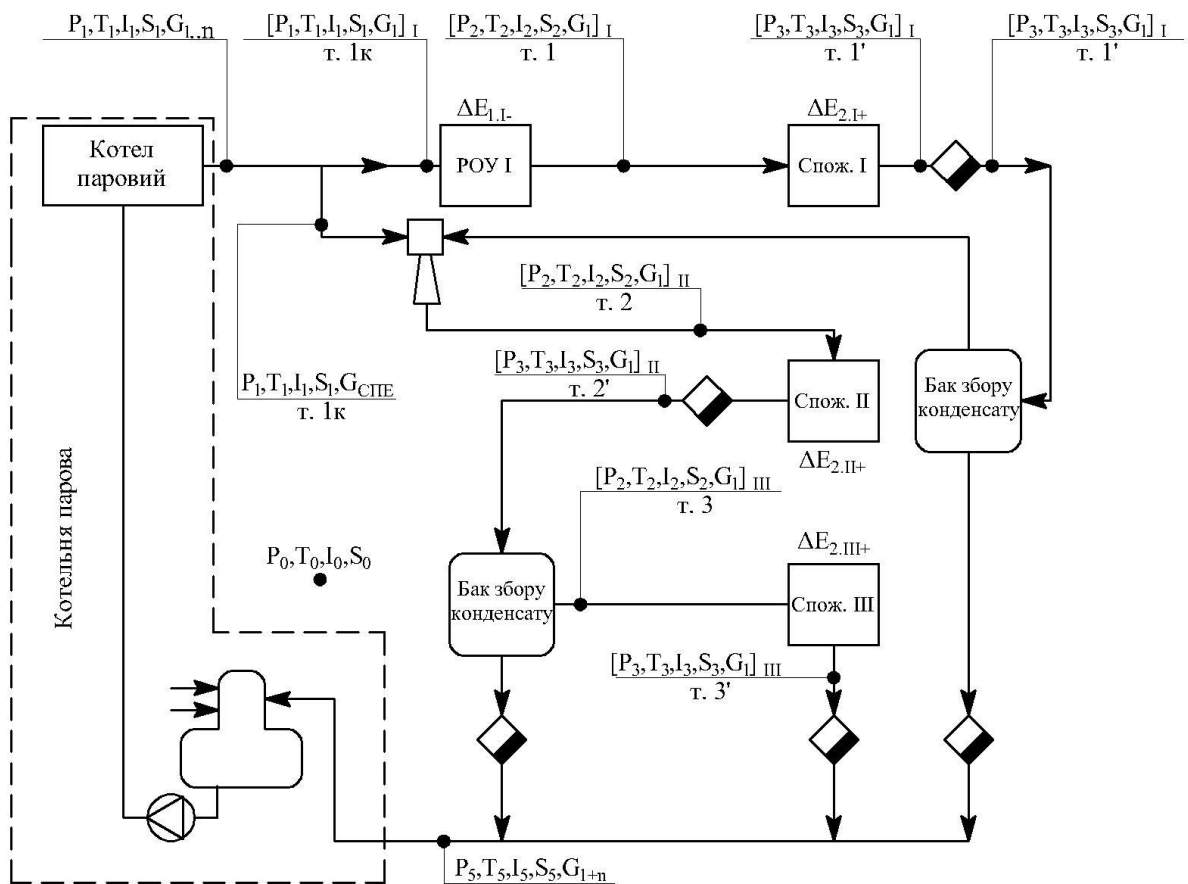 P₁,T₁,I₁,S₁,G₁..n
[P₁,T₁,I₁,S₁,G₁] I
т. 1к
[P₂,T₂,I₂,S₂,G₁] I
т. 1
[P₃,T₃,I₃,S₃,G₁] I
т. 1'
[P₃,T₃,I₃,S₃,G₁] I
т. 1'
ΔE₁.I-
ΔE₂.I+
Котел
паровий
РОУ I
Спож. I
[P₂,T₂,I₂,S₂,G₁] II
т. 2
[P₃,T₃,I₃,S₃,G₁] II
т. 2'
P₁,T₁,I₁,S₁,GСПЕ
т. 1к
Спож. II
Бак збору
конденсату
ΔE₂.II+
[P₂,T₂,I₂,S₂,G₁] III
т. 3
Котельня парова
P₀,T₀,I₀,S₀
ΔE₂.III+
Бак збору
конденсату
Спож. III
[P₃,T₃,I₃,S₃,G₁] III
т. 3'
P₅,T₅,I₅,S₅,G₁₊n